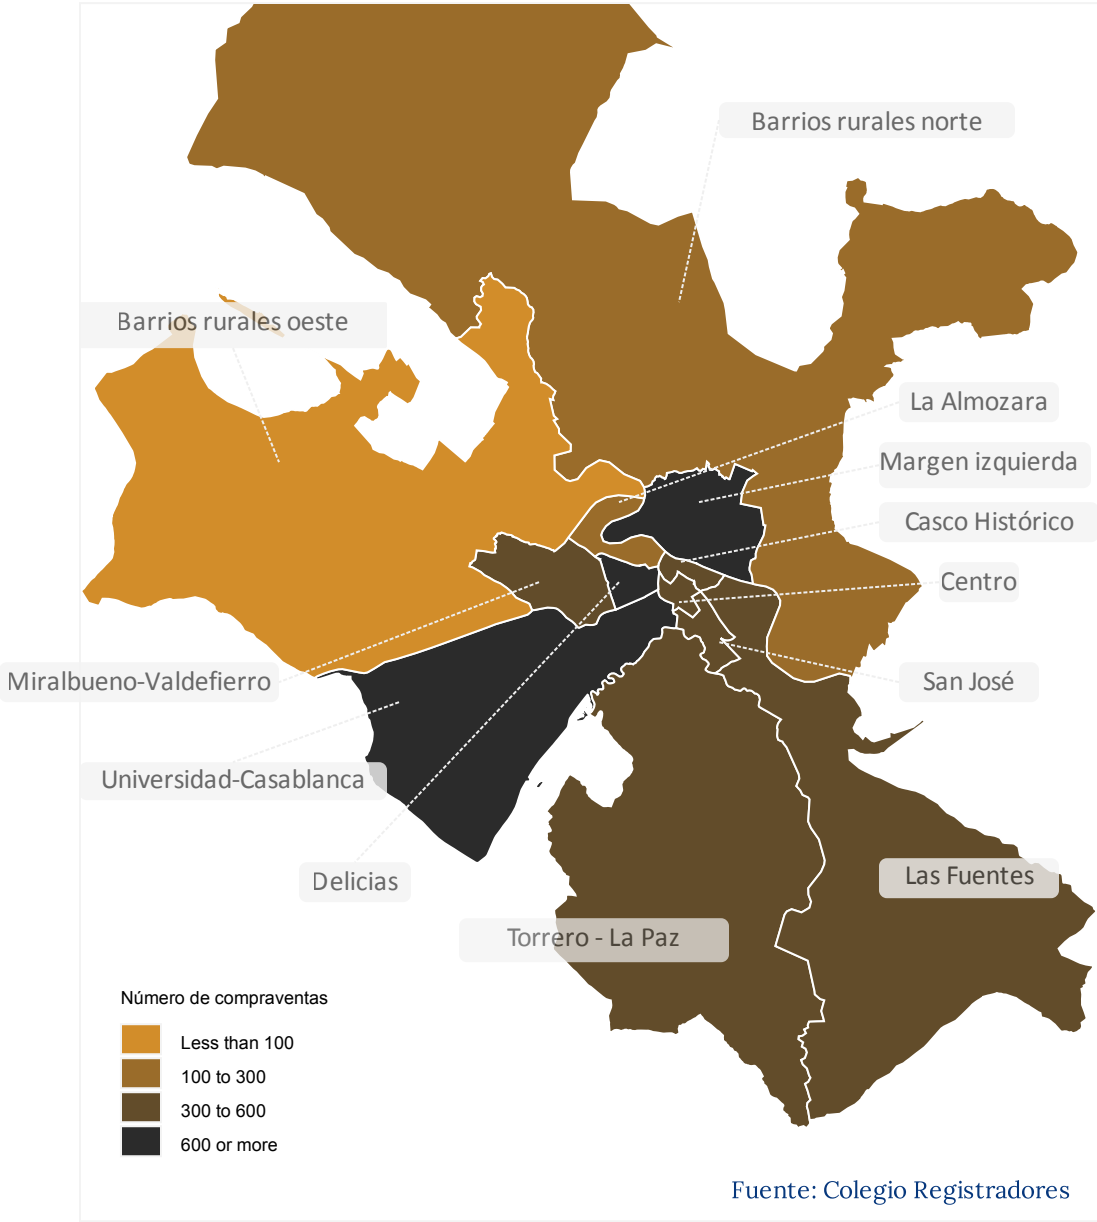 Barrios rurales norte
Barrios rurales oeste
La Almozara
Margen izquierda
Casco Histórico
Centro
Miralbueno-Valdefierro
San José
Universidad-Casablanca
Delicias
Las Fuentes
Torrero - La Paz
Número de compraventas
Less than 100
100 to 300
300 to 600
600 or more
Fuente: Colegio Registradores